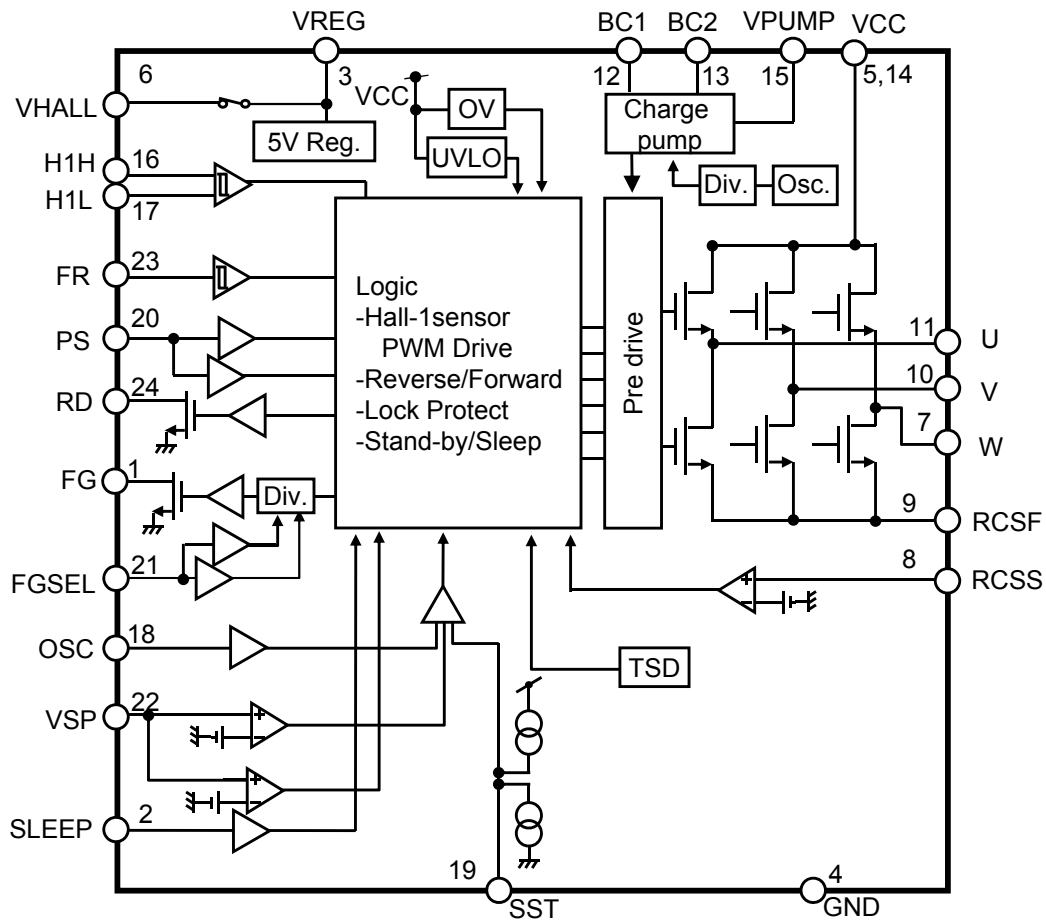 VREG
BC1
BC2
VPUMP
VCC
6
3
12
13
15
5,14
VHALL
VCC
OV
Charge
pump
5V Reg.
UVLO
H1H
16
Div.
Osc.
H1L
17
FR
23
Logic
-Hall-1sensor
PWM Drive
-Reverse/Forward
-Lock Protect
-Stand-by/Sleep
Pre drive
PS
20
11
U
10
V
RD
24
7
W
FG
1
Div.
9
RCSF
FGSEL
21
8
RCSS
+
−
OSC
18
TSD
VSP
22
+
−
+
−
SLEEP
2
19
SST
4
GND